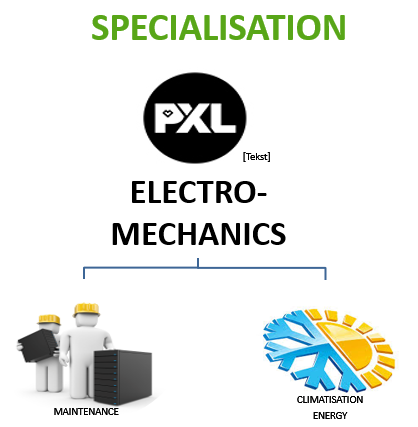 SPECIALISATION
PXL
[Tekst]
ELECTRO-
MECHANICS
MAINTENANCE
CLIMATISATION
ENERGY